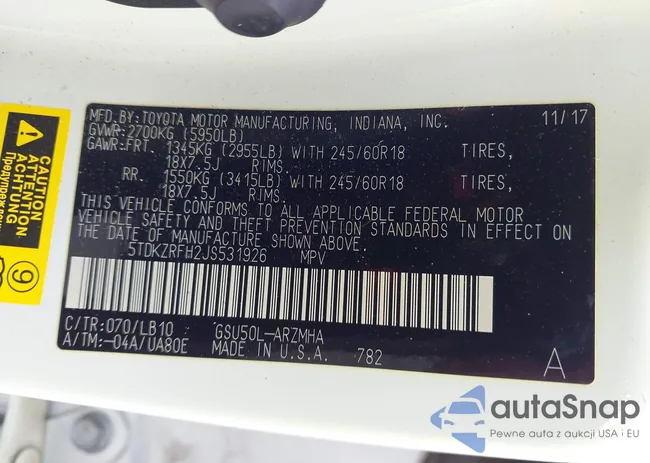 MFD.BY:TOYOTA MOTOR MANUFACTURING, INDIANA, INC. 11/17
GVWR:2700KG (5950LB)
GAWR:FRT. 1345KG (2955LB) WITH 245/60R18 TIRES,
18X7.5J RIMS.
RR. 1550KG (3415LB) WITH 245/60R18 TIRES,
18X7.5J RIMS.
THIS VEHICLE CONFORMS TO ALL APPLICABLE FEDERAL MOTOR
VEHICLE SAFETY AND THEFT PREVENTION STANDARDS IN EFFECT ON
THE DATE OF MANUFACTURE SHOWN ABOVE.
5TDKZRFH2JS531926 MPV
C/TR:070/LB10 GSU50L-ARZMHA
A/TM:-04A/UA80E MADE IN U.S.A. 782 A
CAUTION
ATTENTION
ACHTUNG
9
autaSnap
Pewne auta z aukcji USA i EU